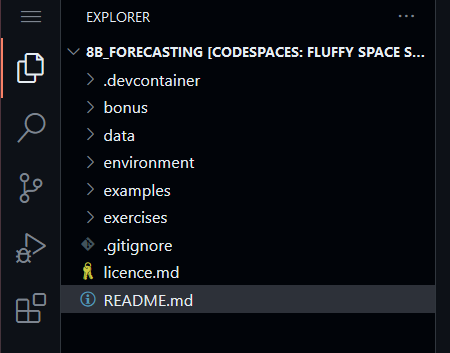 EXPLORER
8B_FORECASTING [CODESPACES: FLUFFY SPACE S...
.devcontainer
bonus
data
environment
examples
exercises
.gitignore
licence.md
README.md